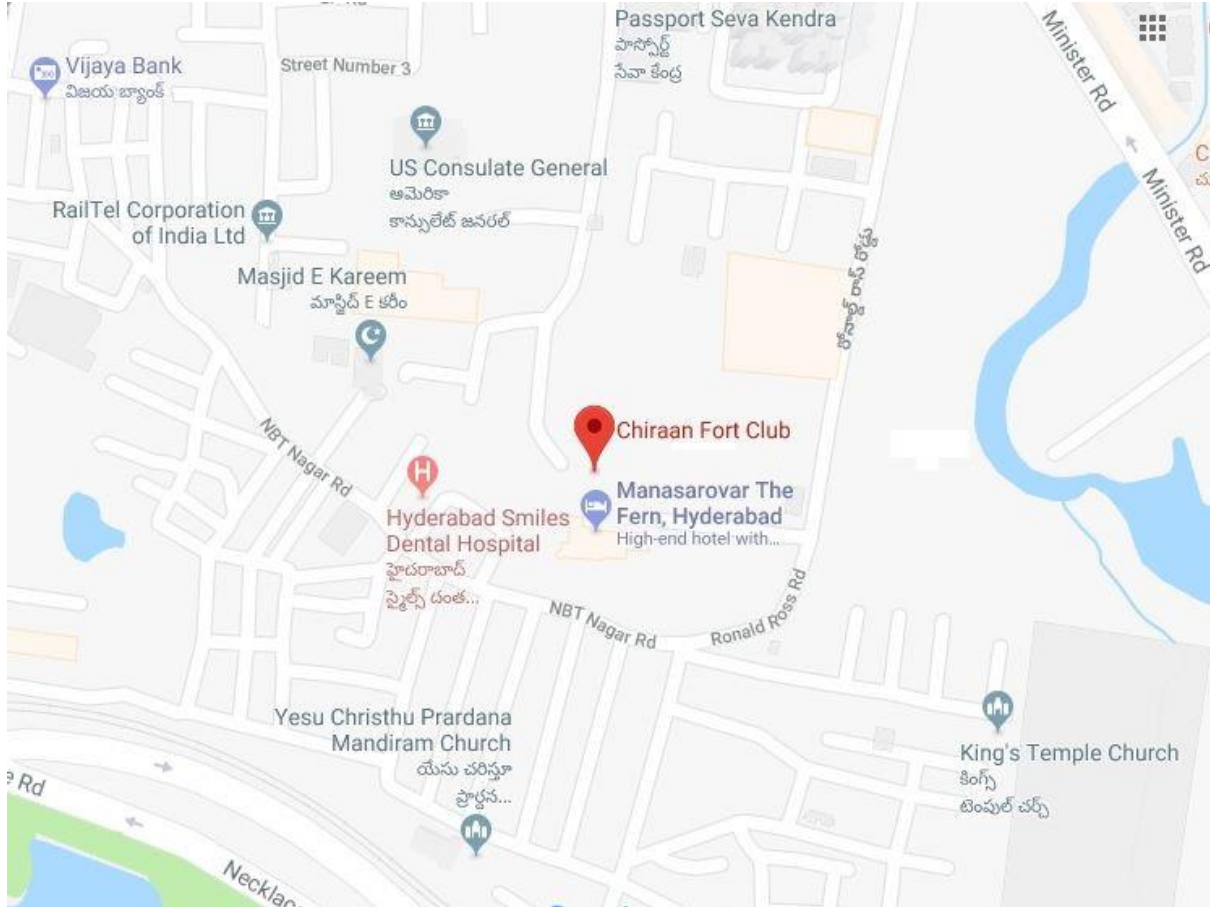 Passport Seva Kendra
పాస్పోర్ట్
సేవా కేంద్ర
Minister Rd
Vijaya Bank
విజయ బ్యాంక్
Street Number 3
US Consulate General
అమెరికా
కాన్సులేట్ జనరల్
Minister Rd
RailTel Corporation
of India Ltd
Masjid E Kareem
మాస్జిద్ E కరీం
రోనాల్డ్ రాస్ రోడ్డు
Chiraan Fort Club
NBT Nagar Rd
H
Manasarovar The
Fern, Hyderabad
High-end hotel with...
Hyderabad Smiles
Dental Hospital
హైదరాబాద్
స్మైల్స్ దంత...
NBT Nagar Rd
Ronald Ross Rd
Yesu Christhu Prardana
Mandiram Church
యేసు చరిస్తూ
ప్రార్దన...
King's Temple Church
కింగ్స్
టెంపుల్ చర్చ్
e Rd
Necklac